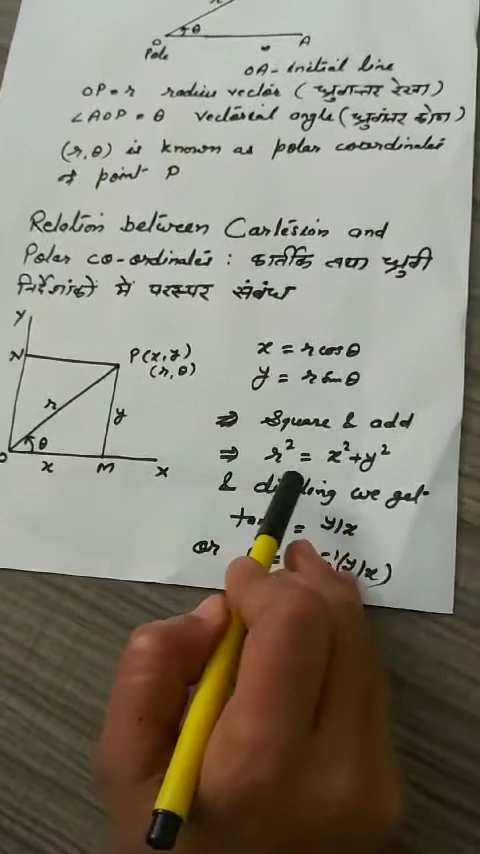 θ
Pole
A
OA - Initial line
OP = r radius vector (ध्रुवान्तर रेखा)
∠AOP = θ vectorial angle (ध्रुवांतर कोण)
(r, θ) is known as polar coordinates
of point P
Relation between Cartesian and
Polar co-ordinates : कार्तीक तथा ध्रुवी
निर्देशांकों में परस्पर संबंध
Y
N
P(x, y)
(r, θ)
r
y
θ
O
x
M
X
x = r cos θ
y = r sin θ
⇒ Square & add
⇒ r² = x² + y²
& we get
= y/x
or (y/x)